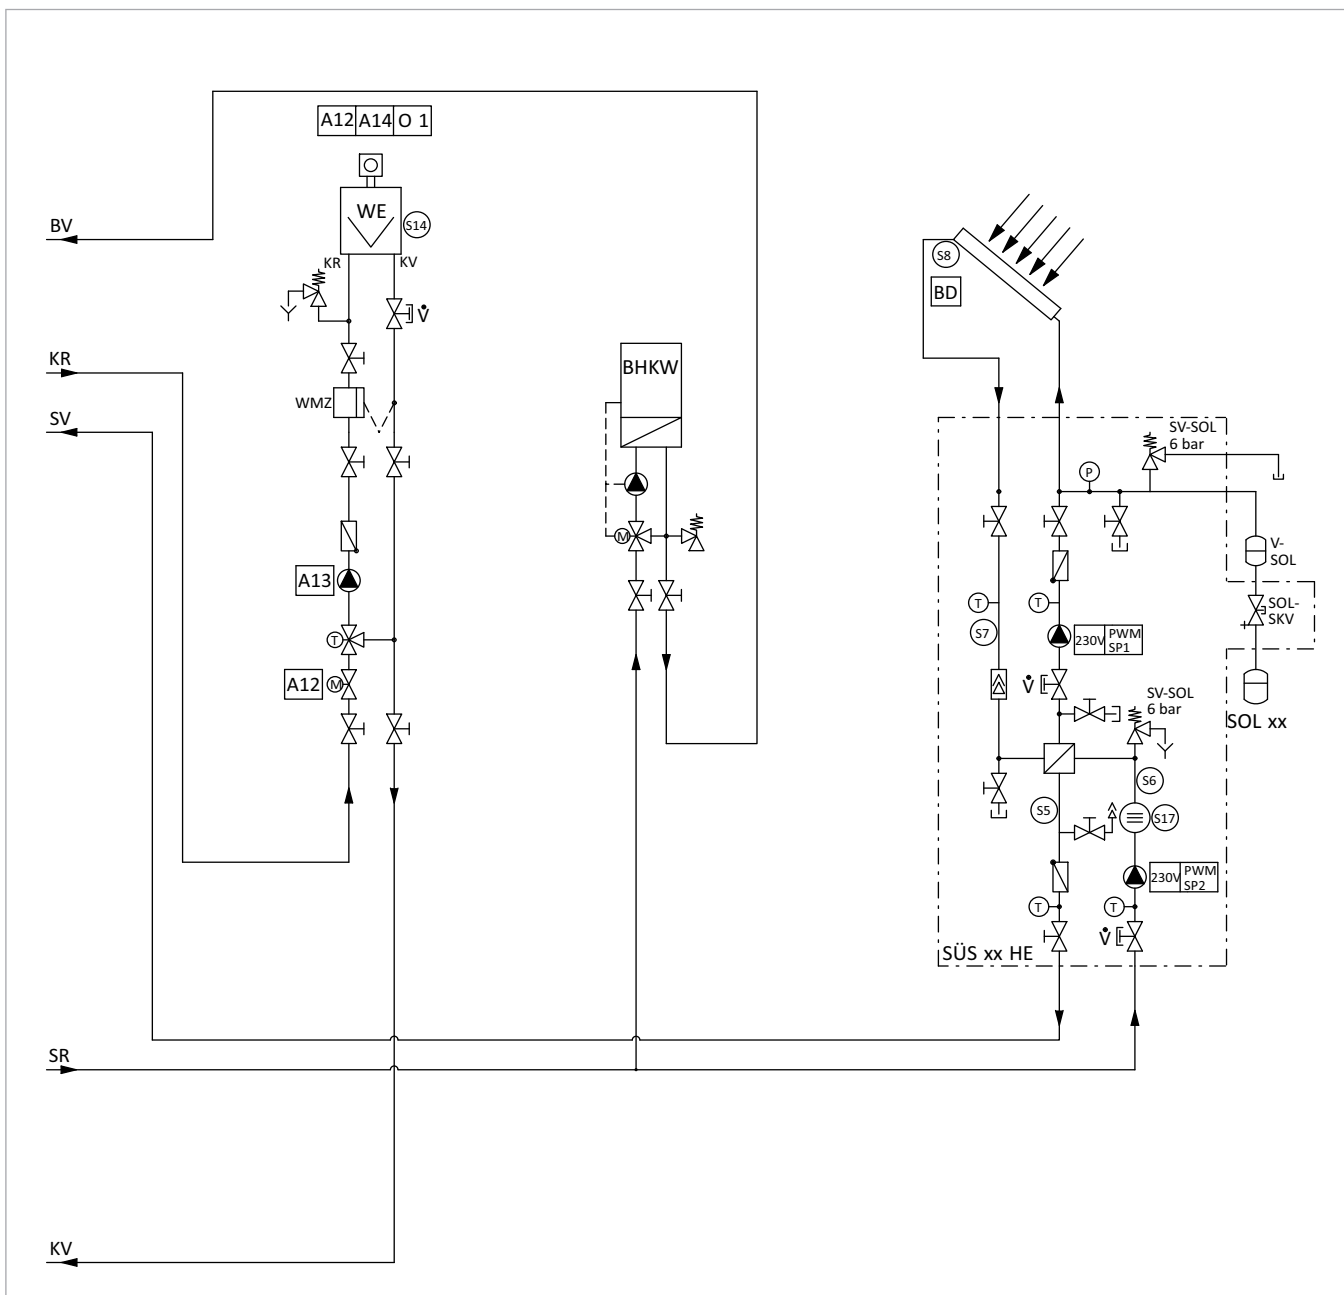 A12 A14 O 1
WE
S14
BV
KR
KV
V̇
S8
BD
KR
BHKW
WMZ
SV
SV-SOL
6 bar
P
M
V-
SOL
A13
T
T
SOL-
SKV
S7
230V
PWM
SP1
T
A12
M
V̇
SV-SOL
6 bar
SOL xx
S6
S5
S17
230V
PWM
SP2
T
T
V̇
SÜS xx HE
SR
KV